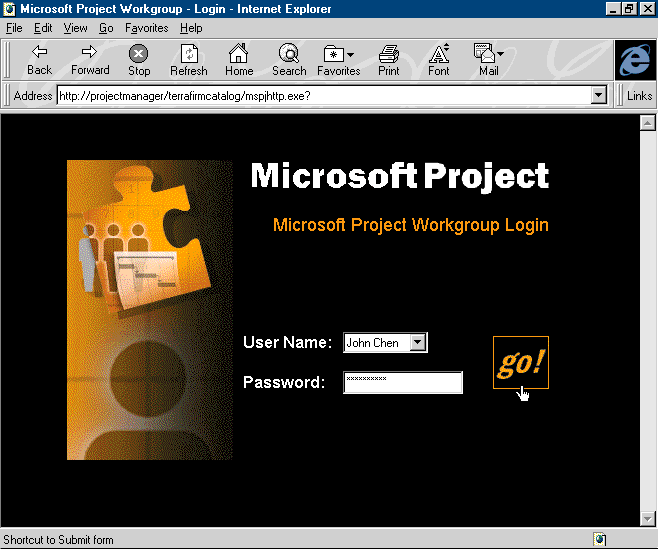 Microsoft Project Workgroup - Login - Internet Explorer
File Edit View Go Favorites Help
Back Forward Stop Refresh Home Search Favorites Print Font Mail
Address http://projectmanager/terrafirmcatalog/mspjhttp.exe? Links
Microsoft Project
Microsoft Project Workgroup Login
User Name: John Chen
go!
Password: **********
Shortcut to Submit form